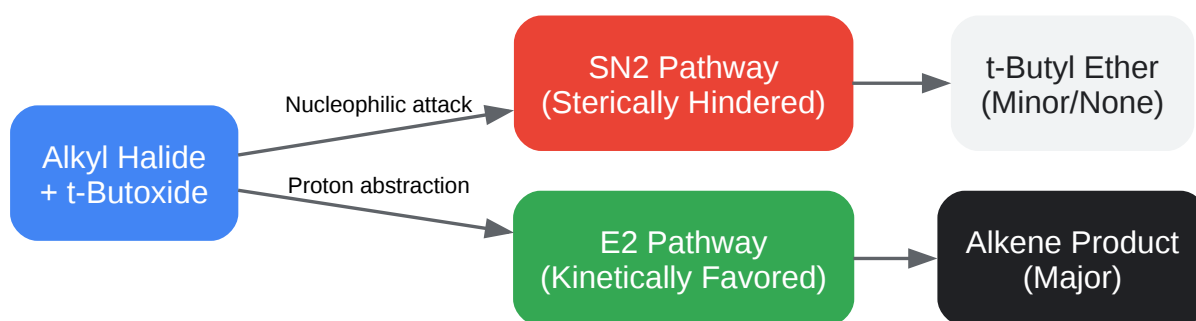 Alkyl Halide
+ t-Butoxide
Nucleophilic attack
Proton abstraction
SN2 Pathway
(Sterically Hindered)
t-Butyl Ether
(Minor/None)
E2 Pathway
(Kinetically Favored)
Alkene Product
(Major)